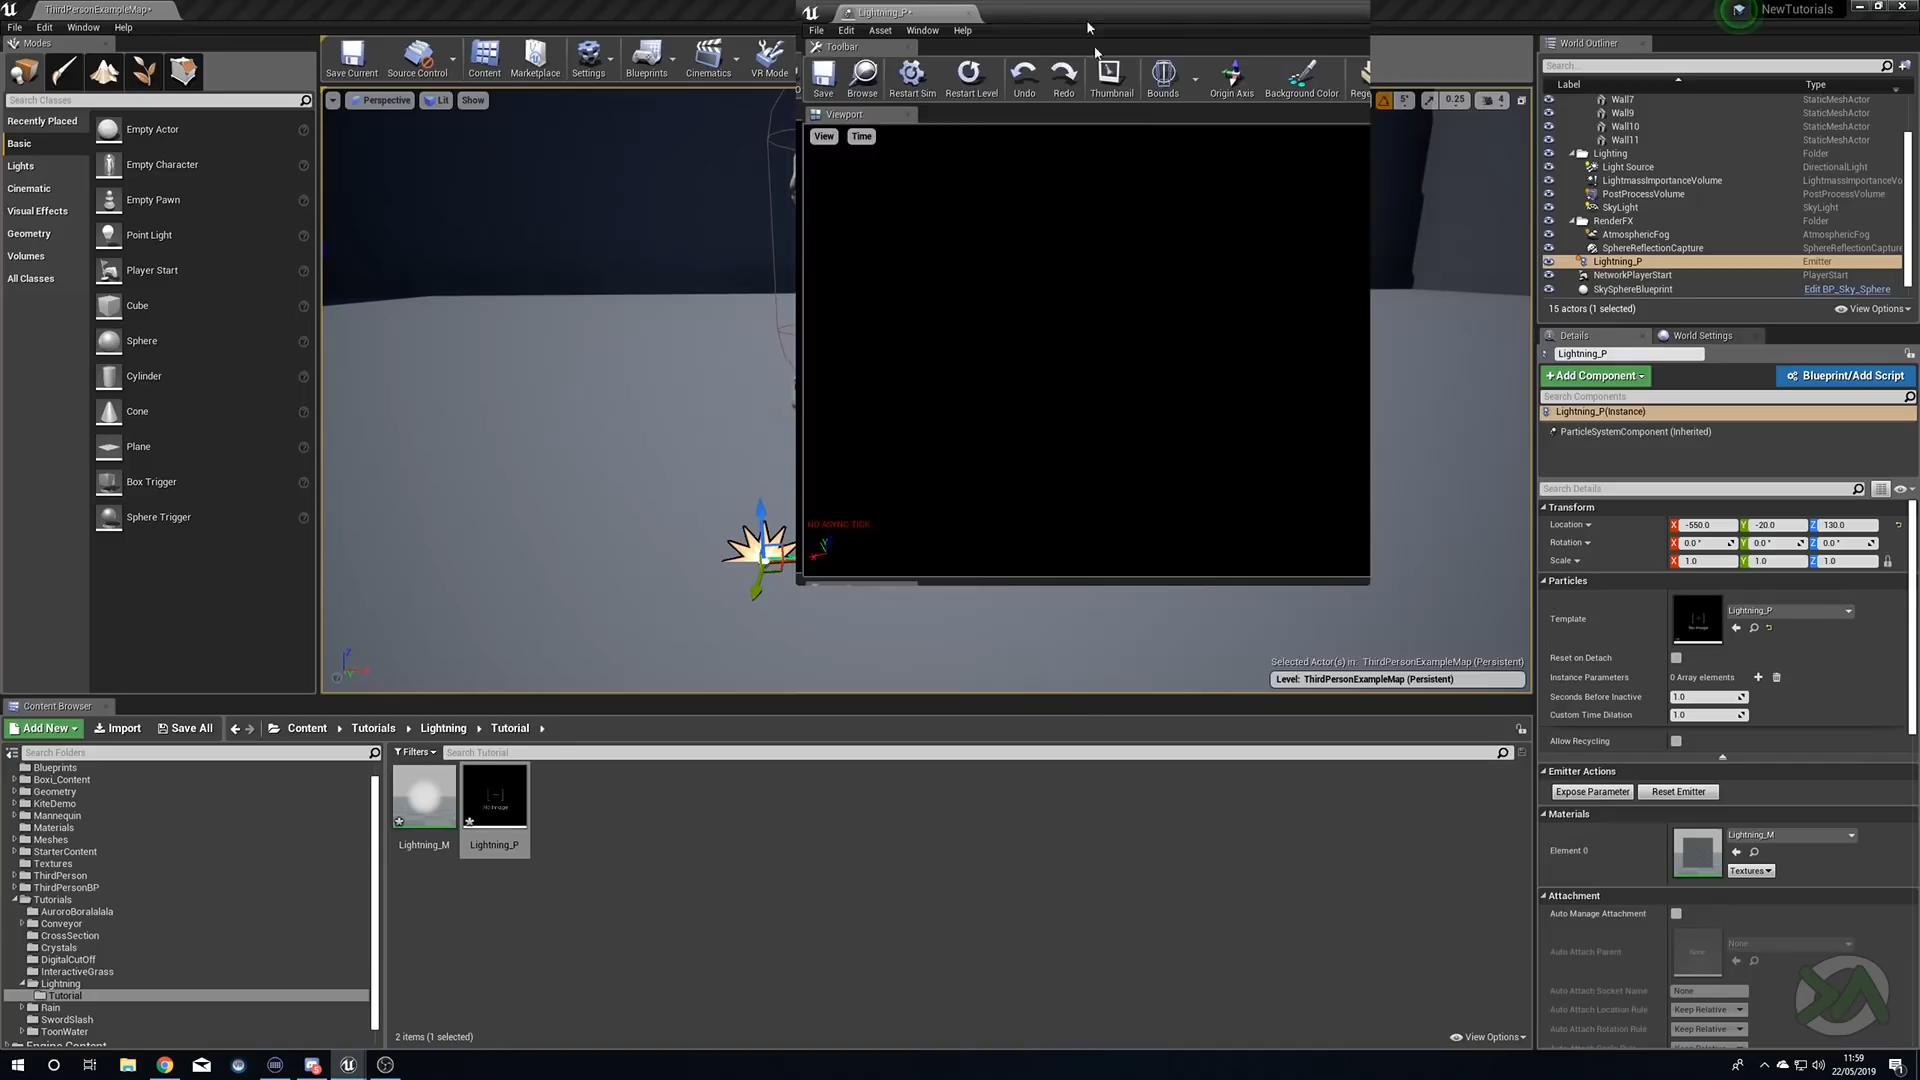 ThirdPersonExampleMap*
Lightning_P*
NewTutorials
File Edit Window Help
File Edit Asset Window Help
Modes
Toolbar
World Outliner
Save Current Source Control Content Marketplace Settings Blueprints Cinematics VR Mode
Save Browse Restart Sim Restart Level Undo Redo Thumbnail Bounds Origin Axis Background Color
Search Classes
Perspective Lit Show
Viewport
View Time
5° 0.25 4
Recently Placed
Basic
Lights
Cinematic
Visual Effects
Geometry
Volumes
All Classes
Empty Actor
Empty Character
Empty Pawn
Point Light
Player Start
Cube
Sphere
Cylinder
Cone
Plane
Box Trigger
Sphere Trigger
NO ASYNC TICK
Selected Actor(s) in: ThirdPersonExampleMap (Persistent)
Level: ThirdPersonExampleMap (Persistent)
Search...
Label Type
Wall7 StaticMeshActor
Wall9 StaticMeshActor
Wall10 StaticMeshActor
Wall11 StaticMeshActor
Lighting Folder
Light Source DirectionalLight
LightmassImportanceVolume LightmassImportanceVo
PostProcessVolume PostProcessVolume
SkyLight SkyLight
RenderFX Folder
AtmosphericFog AtmosphericFog
SphereReflectionCapture SphereReflectionCapture
Lightning_P Emitter
NetworkPlayerStart PlayerStart
SkySphereBlueprint Edit BP_Sky_Sphere
15 actors (1 selected) View Options
Details World Settings
Lightning_P
+Add Component Blueprint/Add Script
Search Components
Lightning_P(Instance)
ParticleSystemComponent (Inherited)
Search Details
Transform
Location X -550.0 Y -20.0 Z 130.0
Rotation X 0.0° Y 0.0° Z 0.0°
Scale X 1.0 Y 1.0 Z 1.0
Particles
Template Lightning_P
Reset on Detach
Instance Parameters 0 Array elements
Seconds Before Inactive 1.0
Custom Time Dilation 1.0
Allow Recycling
Emitter Actions
Expose Parameter Reset Emitter
Materials
Element 0 Lightning_M
Textures
Attachment
Auto Manage Attachment
Auto Attach Parent None None
Auto Attach Socket Name None
Auto Attach Location Rule Keep Relative
Auto Attach Rotation Rule Keep Relative
Content Browser
Add New Import Save All Content Tutorials Lightning Tutorial
Search Folders
Filters Search Tutorial
Blueprints
Boxi_Content
Geometry
KiteDemo
Mannequin
Materials
Meshes
StarterContent
Textures
ThirdPerson
ThirdPersonBP
Tutorials
AuroroBoralalala
Conveyor
CrossSection
Crystals
DigitalCutOff
InteractiveGrass
Lightning
Tutorial
Rain
SwordSlash
ToonWater
Engine Content
No Image
Lightning_M Lightning_P
2 items (1 selected) View Options
11:59
22/05/2019